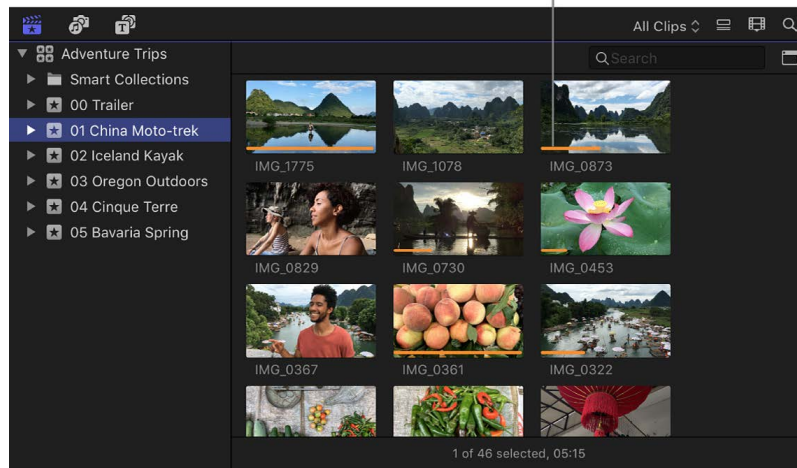 All Clips
Adventure Trips
Search
Smart Collections
00 Trailer
01 China Moto-trek
02 Iceland Kayak
03 Oregon Outdoors
04 Cinque Terre
05 Bavaria Spring
IMG_1775
IMG_1078
IMG_0873
IMG_0829
IMG_0730
IMG_0453
IMG_0367
IMG_0361
IMG_0322
1 of 46 selected, 05:15